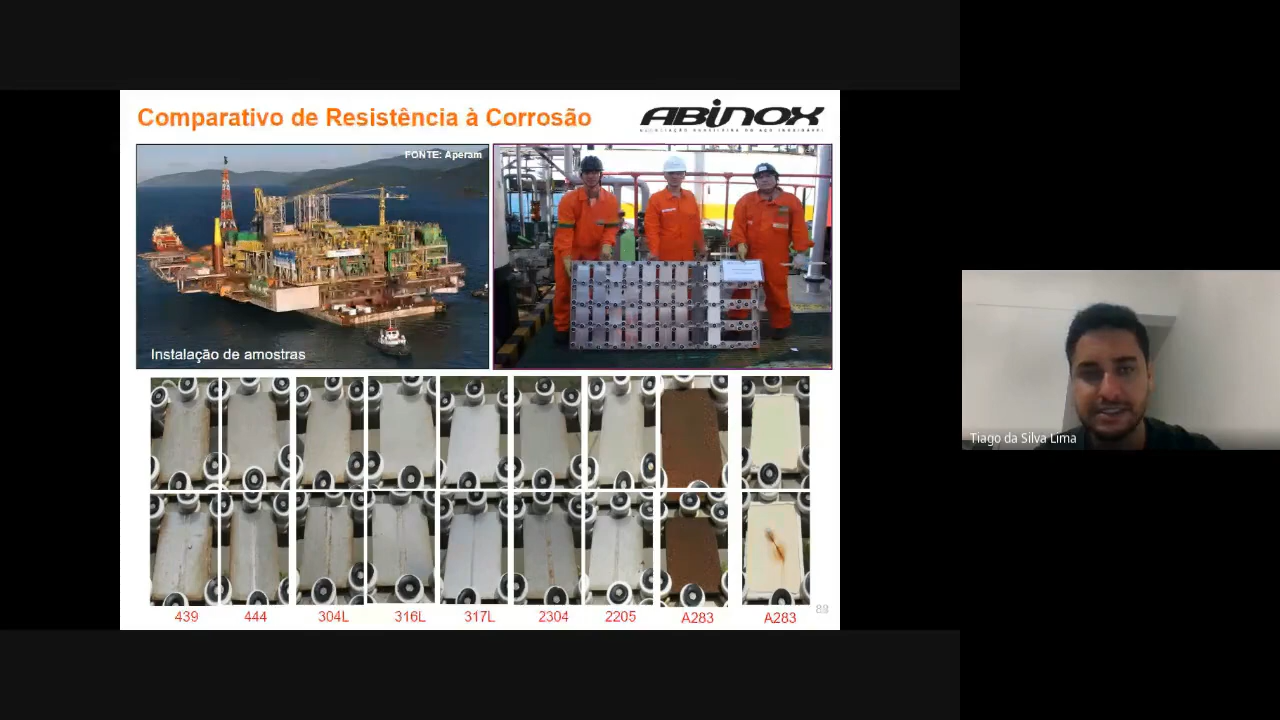 Comparativo de Resistência à Corrosão
ABINOX
FONTE: Aperam
Instalação de amostras
439 444 304L 316L 317L 2304 2205 A283 A283
Tiago da Silva Lima